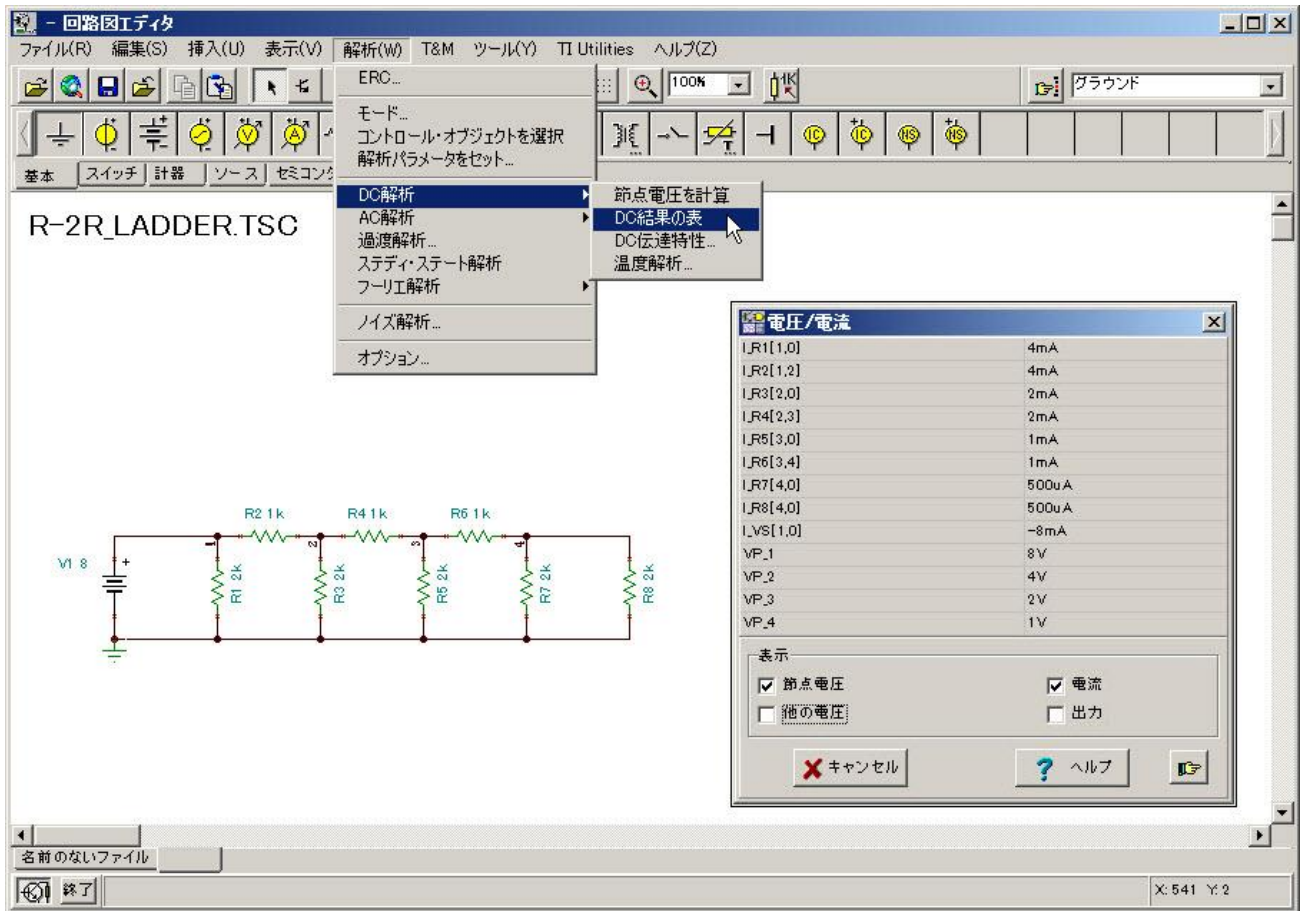 - 回路図エディタ
ファイル(R) 編集(S) 挿入(U) 表示(V) 解析(W) T&M ツール(Y) TI Utilities ヘルプ(Z)
100%
1K
グラウンド
IC
IC
NS
NS
基本 スイッチ 計器 ソース セミコン
ERC...
モード...
コントロール・オブジェクトを選択
解析パラメータをセット...
DC解析
AC解析
過渡解析...
ステディ・ステート解析
フーリエ解析
ノイズ解析...
オプション...
節点電圧を計算
DC結果の表
DC伝達特性...
温度解析...
R-2R_LADDER.TSC
V1 8
+
R2 1k
R4 1k
R6 1k
1
2
3
4
R1 2k
R3 2k
R5 2k
R7 2k
R8 2k
電圧/電流
I_R1[1,0] 4mA
I_R2[1,2] 4mA
I_R3[2,0] 2mA
I_R4[2,3] 2mA
I_R5[3,0] 1mA
I_R6[3,4] 1mA
I_R7[4,0] 500uA
I_R8[4,0] 500uA
I_VS[1,0] -8mA
VP_1 8V
VP_2 4V
VP_3 2V
VP_4 1V
表示
節点電圧 電流
他の電圧 出力
キャンセル ヘルプ
名前のないファイル
終了
X: 541 Y: 2